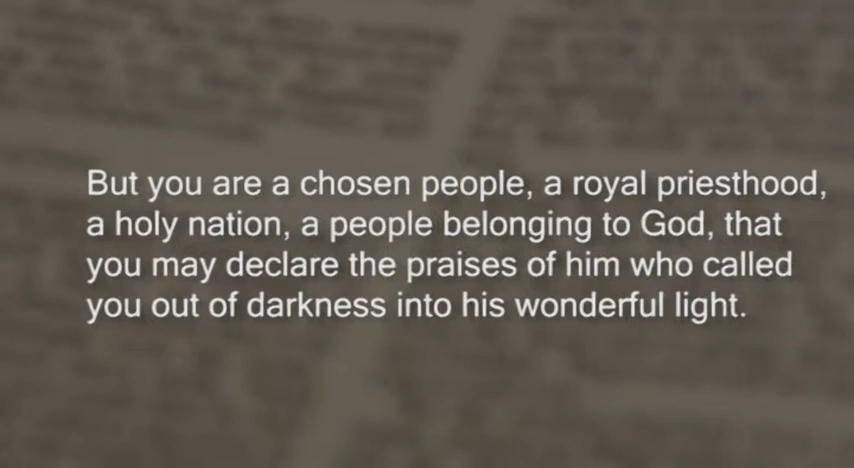 But you are a chosen people, a royal priesthood,
a holy nation, a people belonging to God, that
you may declare the praises of him who called
you out of darkness into his wonderful light.